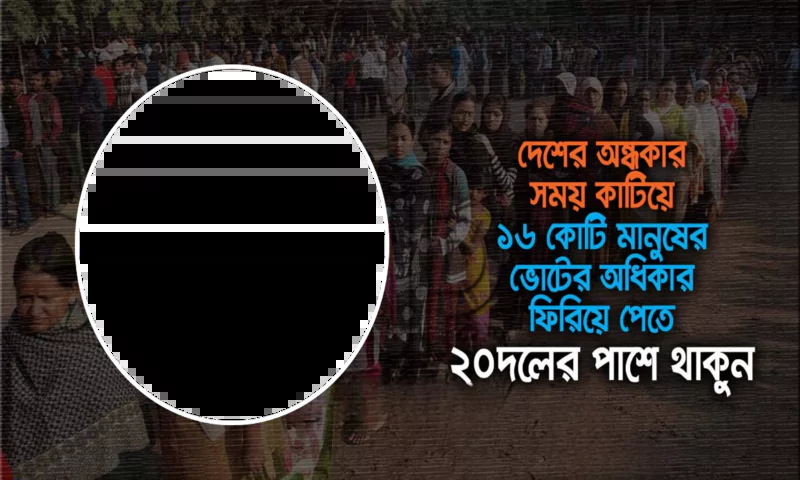 দেশের অন্ধকার
সময় কাটিয়ে
১৬ কোটি মানুষের
ভোটের অধিকার
ফিরিয়ে পেতে
২০দলের পাশে থাকুন